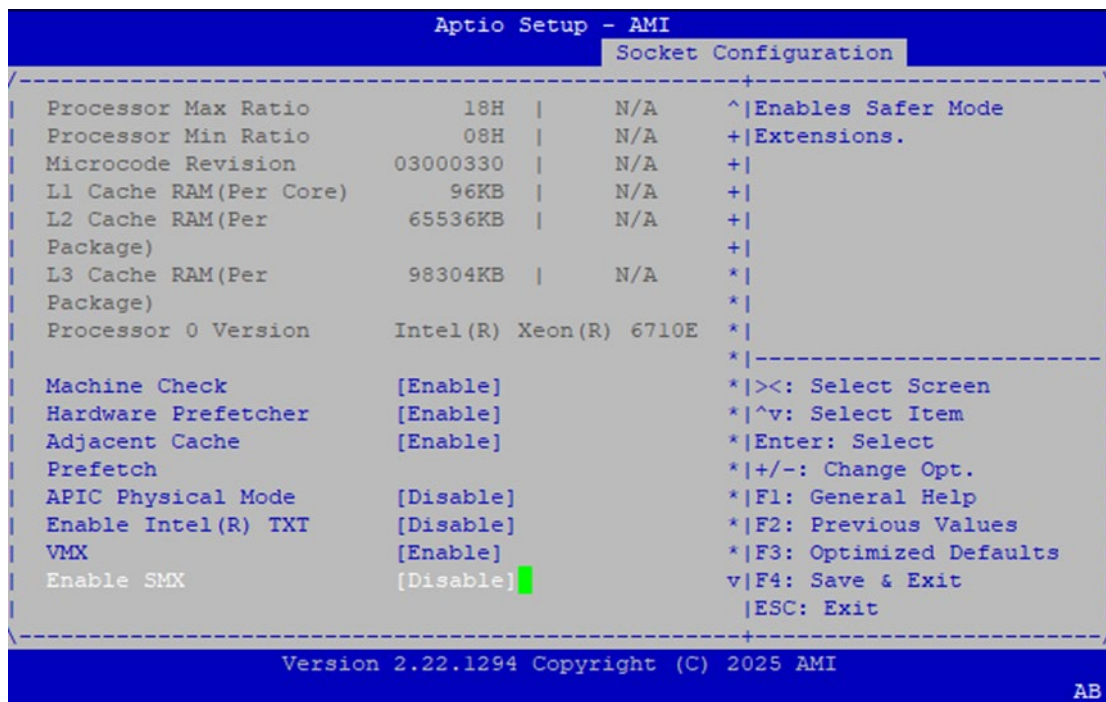 Aptio Setup - AMI
Socket Configuration
/----------------------------------------------------+-------------------------\
| Processor Max Ratio 18H | N/A ^|Enables Safer Mode
| Processor Min Ratio 08H | N/A +|Extensions.
| Microcode Revision 03000330 | N/A +|
| L1 Cache RAM(Per Core) 96KB | N/A +|
| L2 Cache RAM(Per 65536KB | N/A +|
| Package) +|
| L3 Cache RAM(Per 98304KB | N/A *|
| Package) *|
| Processor 0 Version Intel(R) Xeon(R) 6710E *|
| *|-------------------------
| Machine Check [Enable] *|><: Select Screen
| Hardware Prefetcher [Enable] *|^v: Select Item
| Adjacent Cache [Enable] *|Enter: Select
| Prefetch *|+/-: Change Opt.
| APIC Physical Mode [Disable] *|F1: General Help
| Enable Intel(R) TXT [Disable] *|F2: Previous Values
| VMX [Enable] *|F3: Optimized Defaults
| Enable SMX [Disable] v|F4: Save & Exit
| |ESC: Exit
\----------------------------------------------------+-------------------------/
Version 2.22.1294 Copyright (C) 2025 AMI
AB